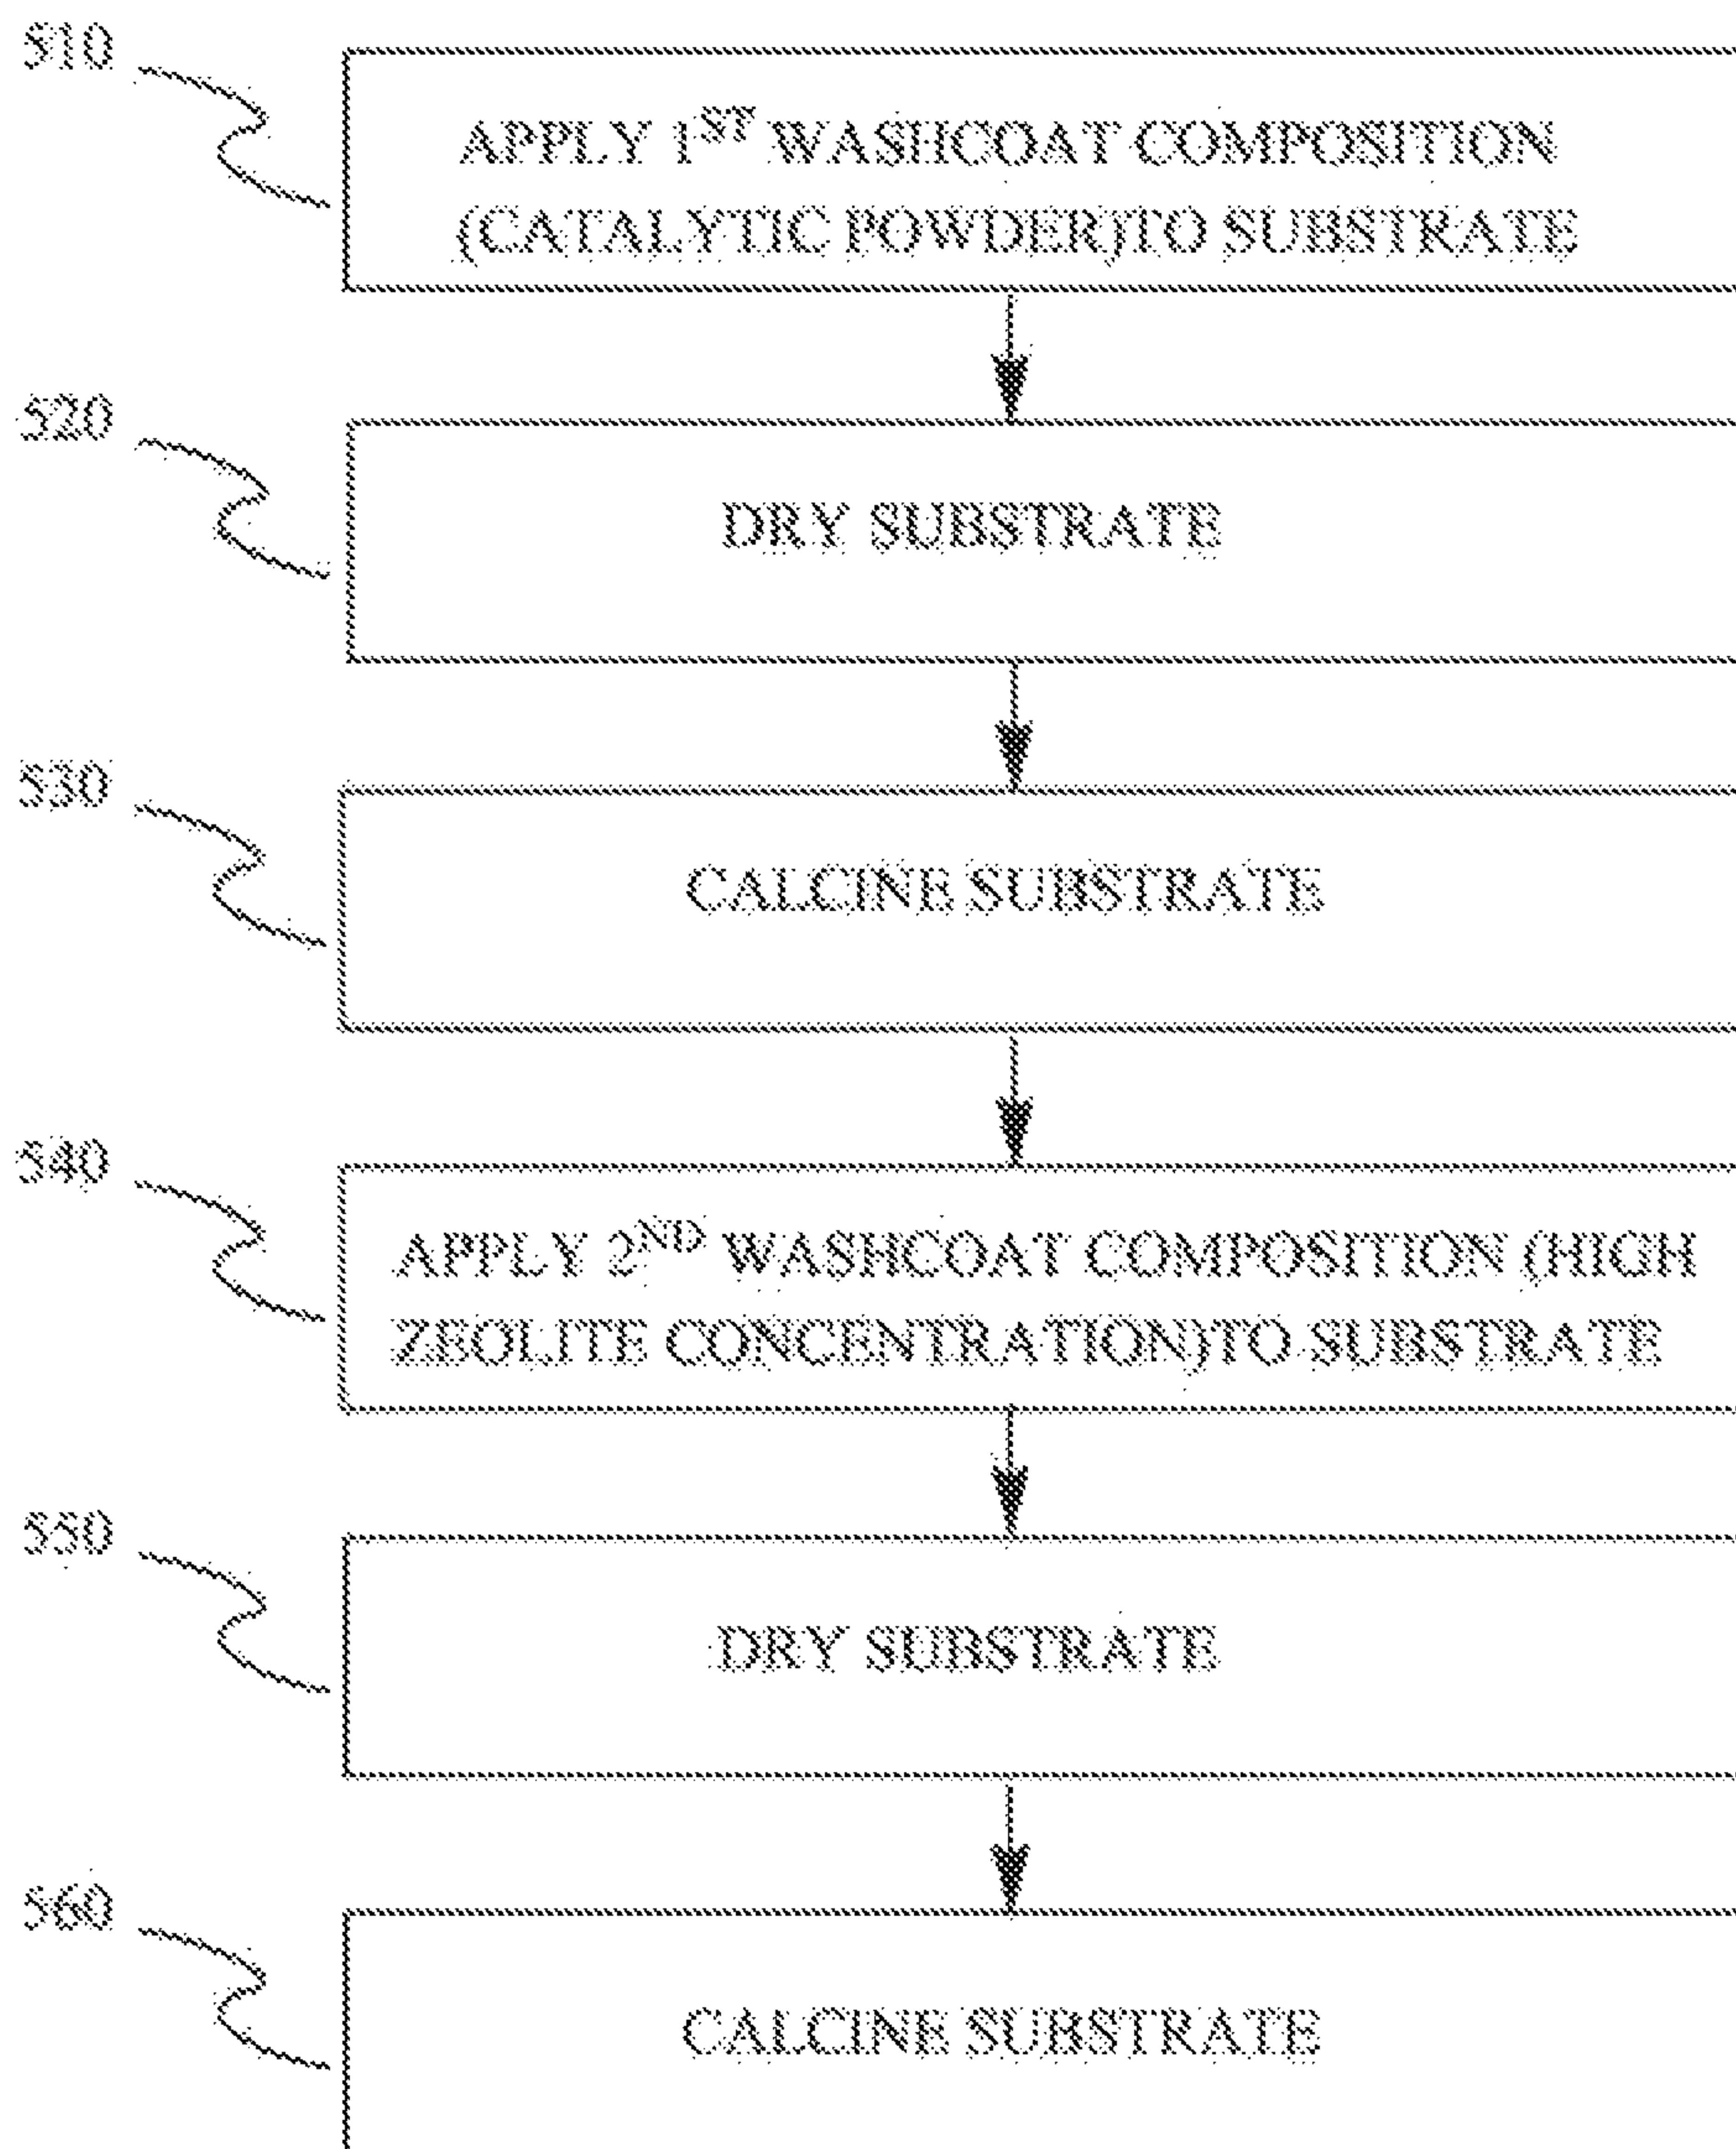 510
APPLY 1ST WASHCOAT COMPOSITION
(CATALYTIC POWDER)TO SUBSTRATE
520
DRY SUBSTRATE
530
CALCINE SUBSTRATE
540
APPLY 2ND WASHCOAT COMPOSITION (HIGH
ZEOLITE CONCENTRATION)TO SUBSTRATE
550
DRY SUBSTRATE
560
CALCINE SUBSTRATE